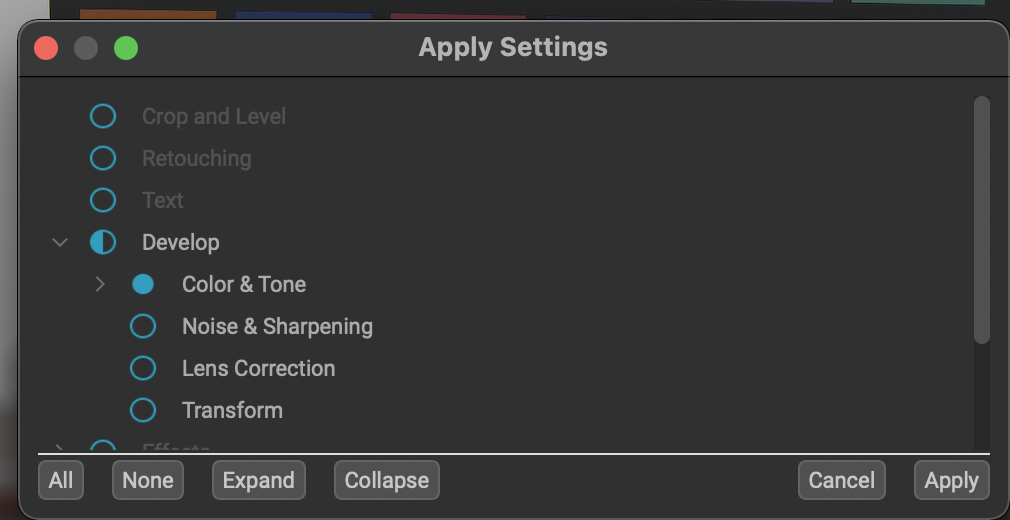 Apply Settings
Crop and Level
Retouching
Text
Develop
Color & Tone
Noise & Sharpening
Lens Correction
Transform
Effects
All None Expand Collapse Cancel Apply